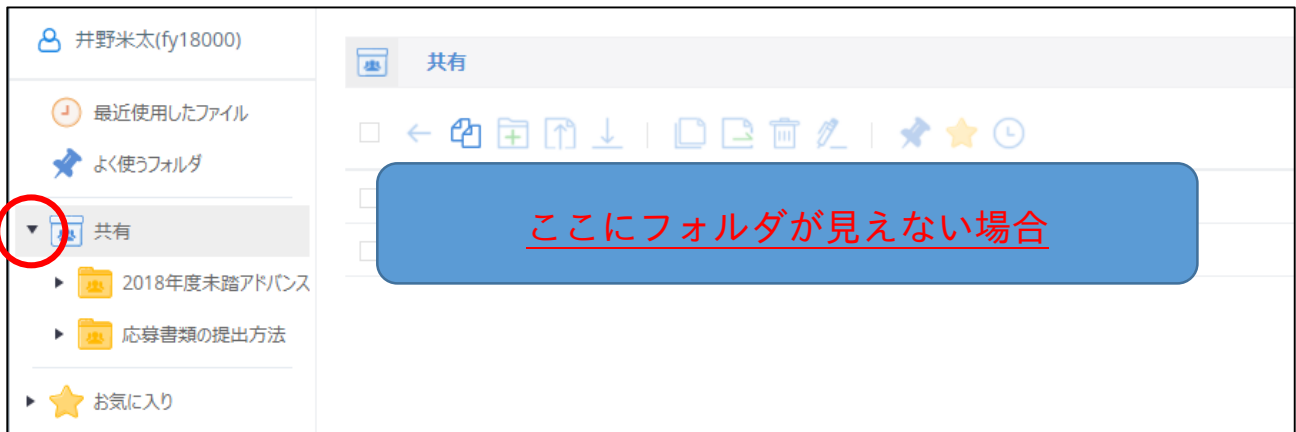 井野米太(fy18000)
最近使用したファイル
よく使うフォルダ
共有
2018年度未踏アドバンス
応募書類の提出方法
お気に入り
共有
ここにフォルダが見えない場合